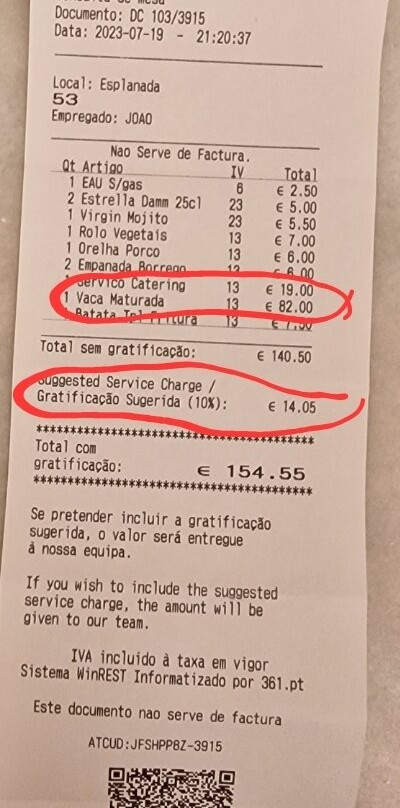 Documento: DC 103/3915
Data: 2023-07-19 - 21:20:37
Local: Esplanada
53
Empregado: JOAO
Nao Serve de Factura.
Qt Artigo IV Total
1 EAU S/gas 6 € 2.50
2 Estrella Damm 25cl 23 € 5.00
1 Virgin Mojito 23 € 5.50
1 Rolo Vegetais 13 € 7.00
1 Orelha Porco 13 € 6.00
2 Empanada Borrego 13 € 6.00
1 Servico Catering 13 € 19.00
1 Vaca Maturada 13 € 82.00
1 Batata 13 € 7.50
Total sem gratificação: € 140.50
Suggested Service Charge /
Gratificação Sugerida (10%): € 14.05
****************************************
Total com
gratificação: € 154.55
****************************************
Se pretender incluir a gratificação
sugerida, o valor será entregue
à nossa equipa.
If you wish to include the suggested
service charge, the amount will be
given to our team.
IVA incluido à taxa em vigor
Sistema WinREST Informatizado por 361.pt
Este documento nao serve de factura
ATCUD:JFSHPP8Z-3915